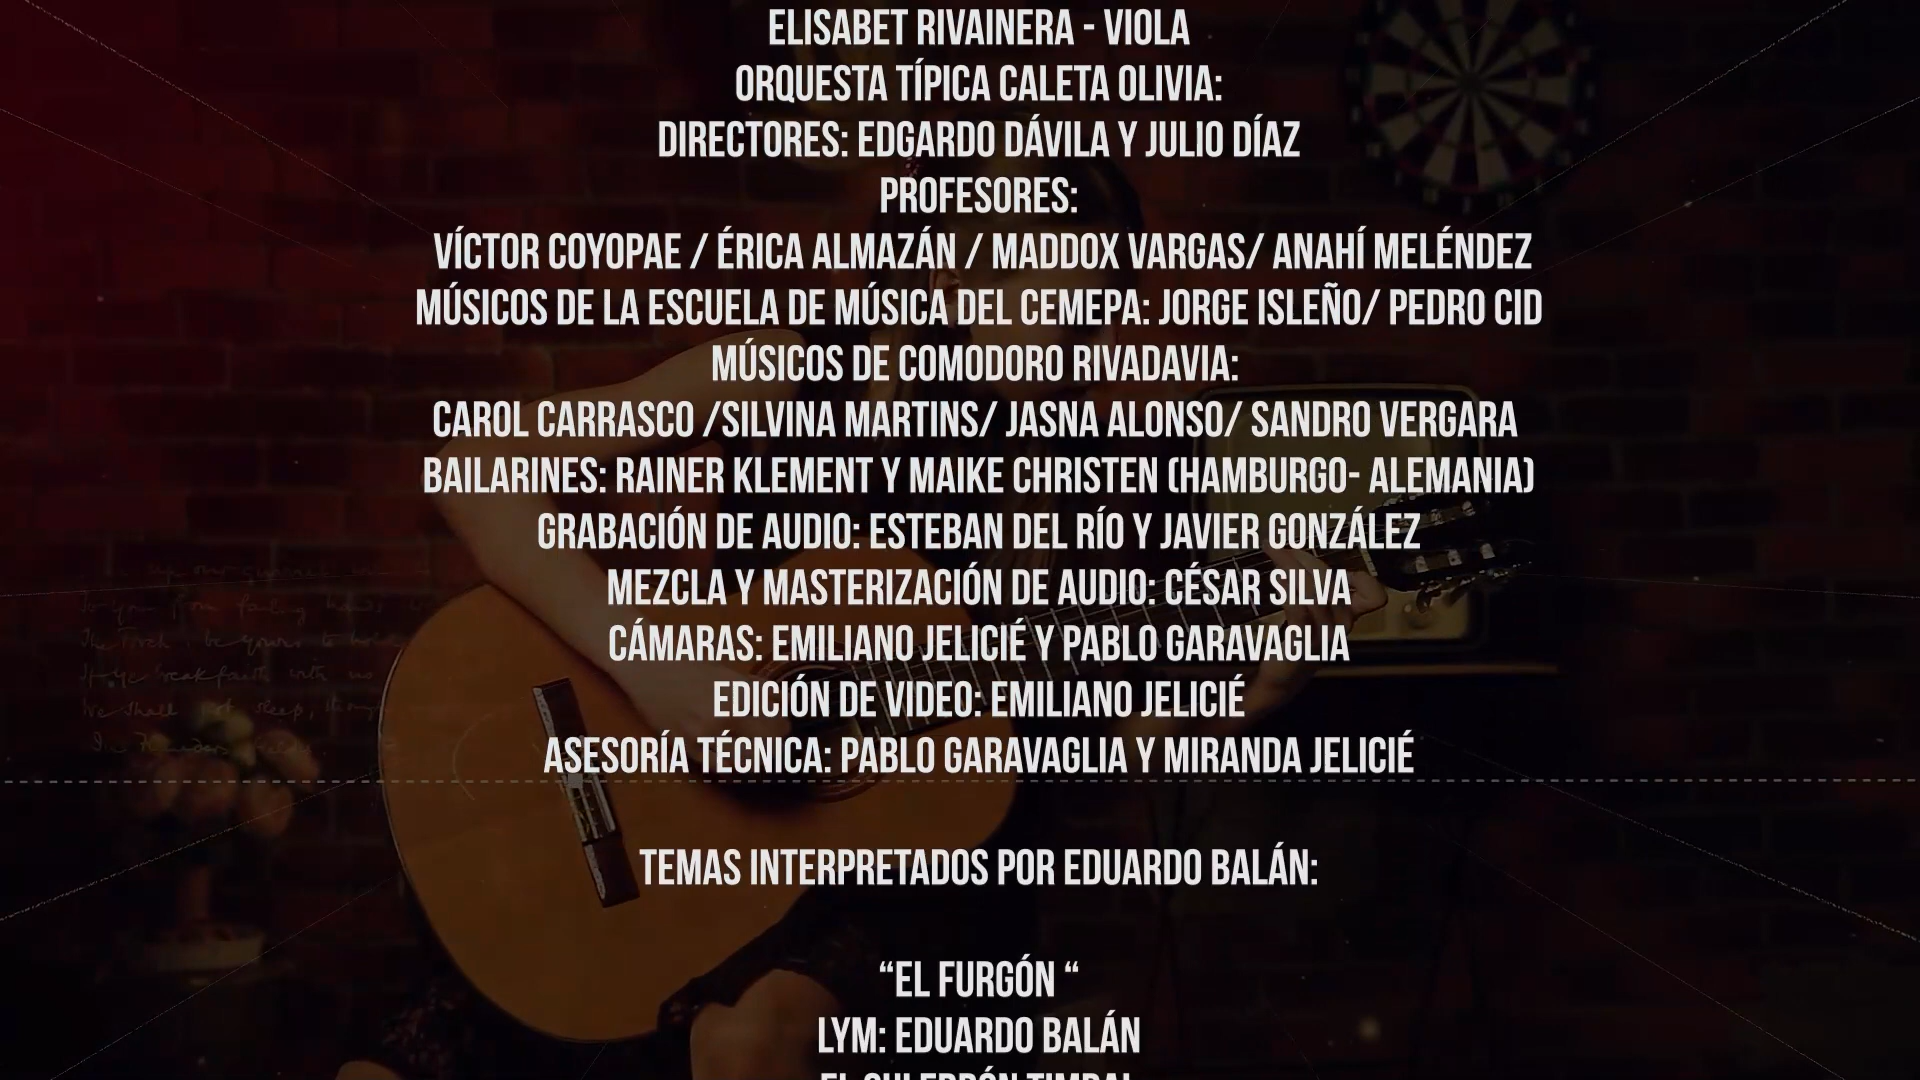 ELISABET RIVAINERA - VIOLA
ORQUESTA TÍPICA CALETA OLIVIA:
DIRECTORES: EDGARDO DÁVILA Y JULIO DÍAZ
PROFESORES:
VÍCTOR COYOPAE / ÉRICA ALMAZÁN / MADDOX VARGAS/ ANAHÍ MELÉNDEZ
MÚSICOS DE LA ESCUELA DE MÚSICA DEL CEMEPA: JORGE ISLEÑO/ PEDRO CID
MÚSICOS DE COMODORO RIVADAVIA:
CAROL CARRASCO /SILVINA MARTINS/ JASNA ALONSO/ SANDRO VERGARA
BAILARINES: RAINER KLEMENT Y MAIKE CHRISTEN (HAMBURGO- ALEMANIA)
GRABACIÓN DE AUDIO: ESTEBAN DEL RÍO Y JAVIER GONZÁLEZ
MEZCLA Y MASTERIZACIÓN DE AUDIO: CÉSAR SILVA
CÁMARAS: EMILIANO JELICIÉ Y PABLO GARAVAGLIA
EDICIÓN DE VIDEO: EMILIANO JELICIÉ
ASESORÍA TÉCNICA: PABLO GARAVAGLIA Y MIRANDA JELICIÉ
TEMAS INTERPRETADOS POR EDUARDO BALÁN:
“EL FURGÓN “
LYM: EDUARDO BALÁN